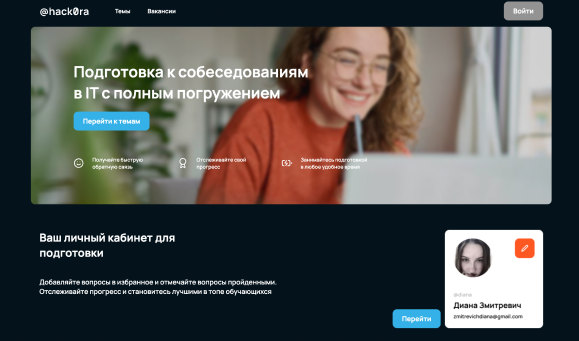 @hack0ra
Темы
Вакансии
Войти
Подготовка к собеседованиям
в IT с полным погружением
Перейти к темам
Получайте быструю
обратную связь
Отслеживайте свой
прогресс
Занимайтесь подготовкой
в любое удобное время
Ваш личный кабинет для
подготовки
Добавляйте вопросы в избранное и отмечайте вопросы пройденными.
Отслеживайте прогресс и становитесь лучшими в топе обучающихся
Перейти
Диана Змитревич
zmitrevichdiana@gmail.com